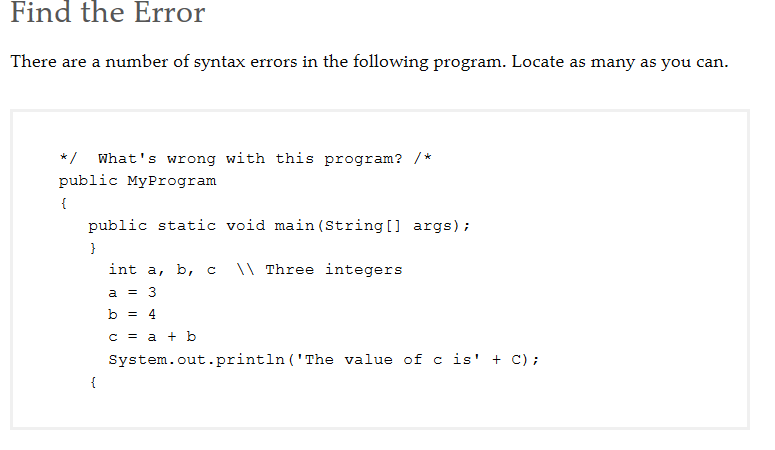 Find the Error
There are a number of syntax errors in the following program. Locate as many as you can.
*/  What's wrong with this program? /*
public MyProgram
{
public static void main(String[] args);
}
int a, b, c  \\ Three integers
a = 3
b = 4
c = a + b
System.out.println('The value of c is' + C);
{